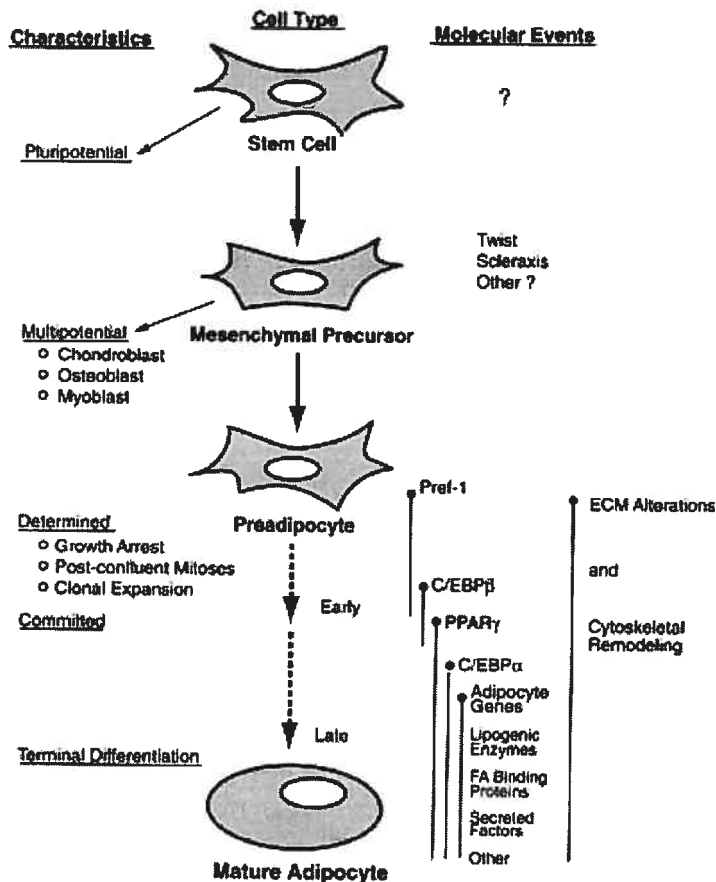 Characteristics
Cell Type
Molecular Events
?
Stem Cell
Pluripotential
Twist
Scleraxis
Other ?
Mesenchymal Precursor
Multipotential
o Chondroblast
o Osteoblast
o Myoblast
Pref-1
ECM Alterations
Preadipocyte
Determined
o Growth Arrest
o Post-confluent Mitoses
o Clonal Expansion
and
C/EBPβ
Early
Committed
PPARγ
Cytoskeletal
Remodeling
C/EBPα
Adipocyte
Genes
Late
Lipogenic
Enzymes
Terminal Differentiation
FA Binding
Proteins
Secreted
Factors
Other
Mature Adipocyte